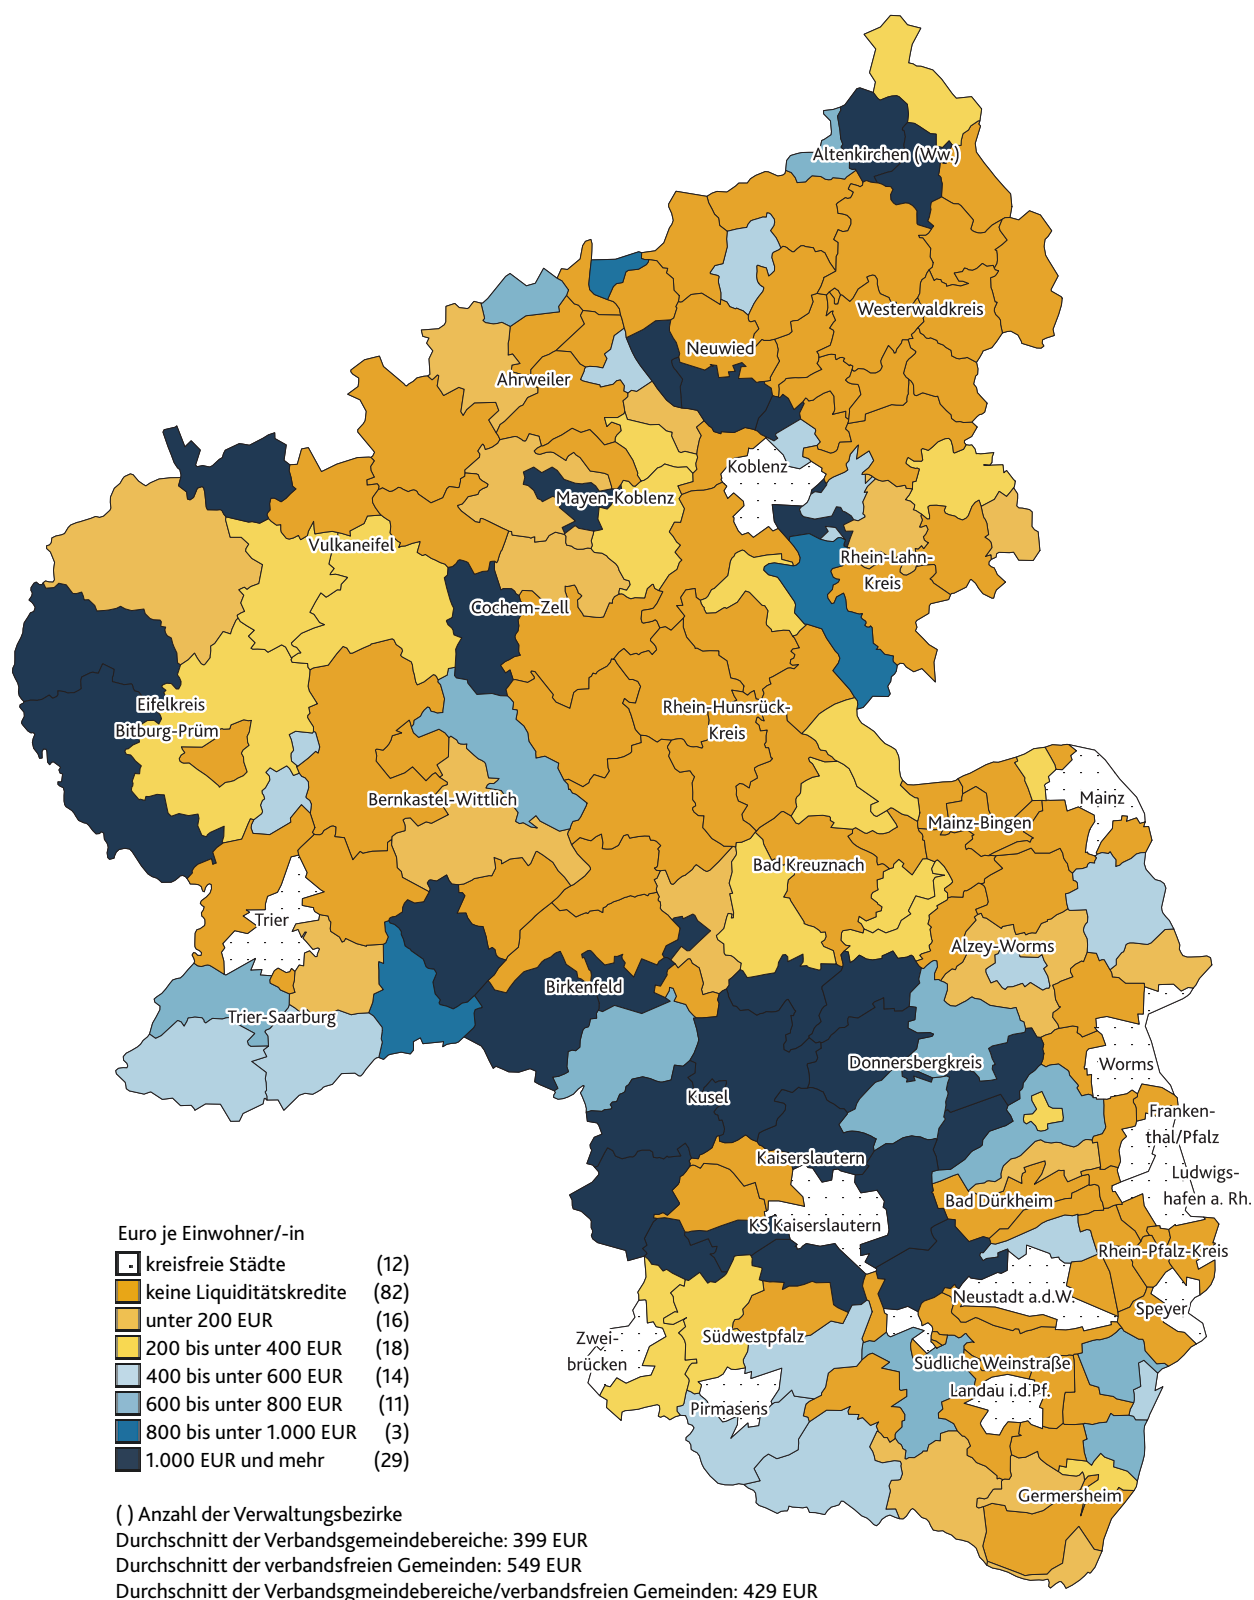 Altenkirchen (Ww.)
Westerwaldkreis
Neuwied
Ahrweiler
Koblenz
Mayen-Koblenz
Vulkaneifel
Rhein-Lahn-
Kreis
Cochem-Zell
Eifelkreis
Bitburg-Prüm
Rhein-Hunsrück-
Kreis
Bernkastel-Wittlich
Mainz
Mainz-Bingen
Bad Kreuznach
Trier
Alzey-Worms
Birkenfeld
Trier-Saarburg
Donnersbergkreis
Worms
Kusel
Franken-
thal/Pfalz
Kaiserslautern
Ludwigs-
hafen a. Rh.
Bad Dürkheim
KS Kaiserslautern
Rhein-Pfalz-Kreis
Neustadt a.d.W.
Speyer
Zwei-
brücken
Südwestpfalz
Südliche Weinstraße
Landau i.d.Pf.
Pirmasens
Germersheim
Euro je Einwohner/-in
kreisfreie Städte (12)
keine Liquiditätskredite (82)
unter 200 EUR (16)
200 bis unter 400 EUR (18)
400 bis unter 600 EUR (14)
600 bis unter 800 EUR (11)
800 bis unter 1.000 EUR (3)
1.000 EUR und mehr (29)
( ) Anzahl der Verwaltungsbezirke
Durchschnitt der Verbandsgemeindebereiche: 399 EUR
Durchschnitt der verbandsfreien Gemeinden: 549 EUR
Durchschnitt der Verbandsgmeindebereiche/verbandsfreien Gemeinden: 429 EUR